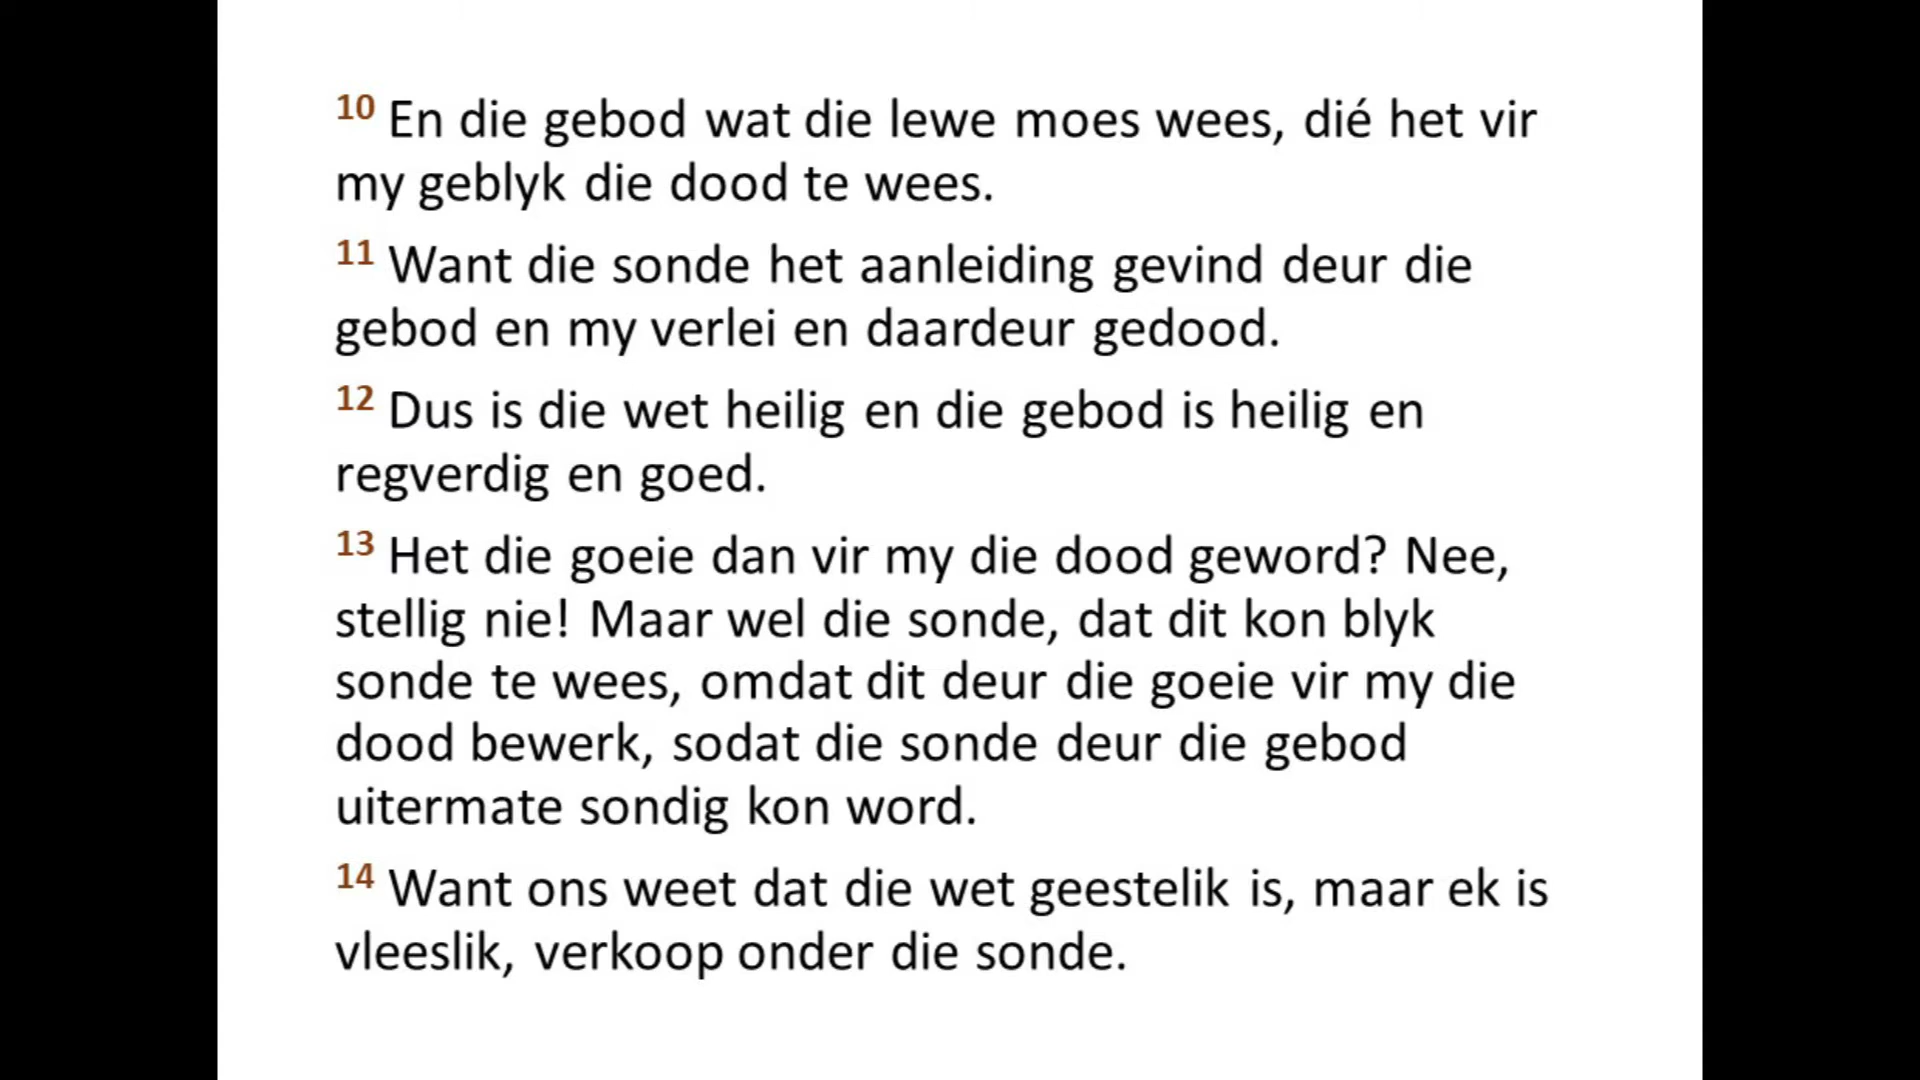 10 En die gebod wat die lewe moes wees, dié het vir
my geblyk die dood te wees.
11 Want die sonde het aanleiding gevind deur die
gebod en my verlei en daardeur gedood.
12 Dus is die wet heilig en die gebod is heilig en
regverdig en goed.
13 Het die goeie dan vir my die dood geword? Nee,
stellig nie! Maar wel die sonde, dat dit kon blyk
sonde te wees, omdat dit deur die goeie vir my die
dood bewerk, sodat die sonde deur die gebod
uitermate sondig kon word.
14 Want ons weet dat die wet geestelik is, maar ek is
vleeslik, verkoop onder die sonde.